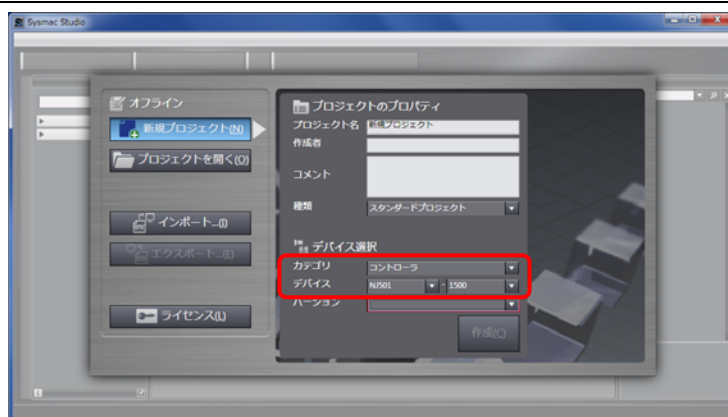 Sysmac Studio
オフライン
新規プロジェクト(N)
プロジェクトを開く(O)
インポート...(I)
エクスポート...(E)
ライセンス(L)
プロジェクトのプロパティ
プロジェクト名 新規プロジェクト
作成者
コメント
種類 スタンダードプロジェクト
デバイス選択
カテゴリ コントローラ
デバイス NJ501 - 1500
バージョン
作成(C)